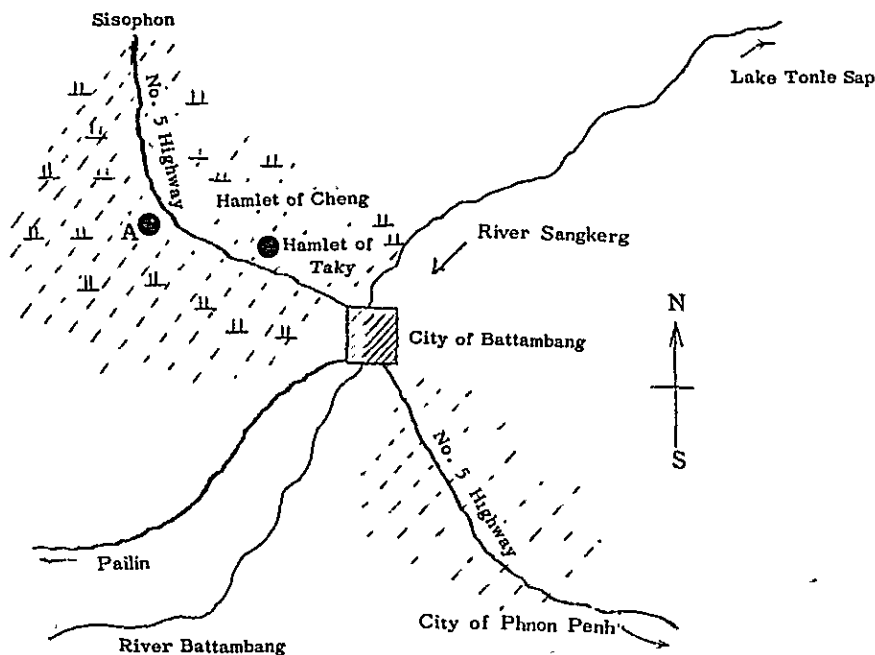 Sisophon
Lake Tonle Sap
No. 5 Highway
Hamlet of Cheng
A
Hamlet of
Taky
River Sangkerg
N
City of Battambang
S
No. 5 Highway
Pailin
City of Phnon Penh
River Battambang